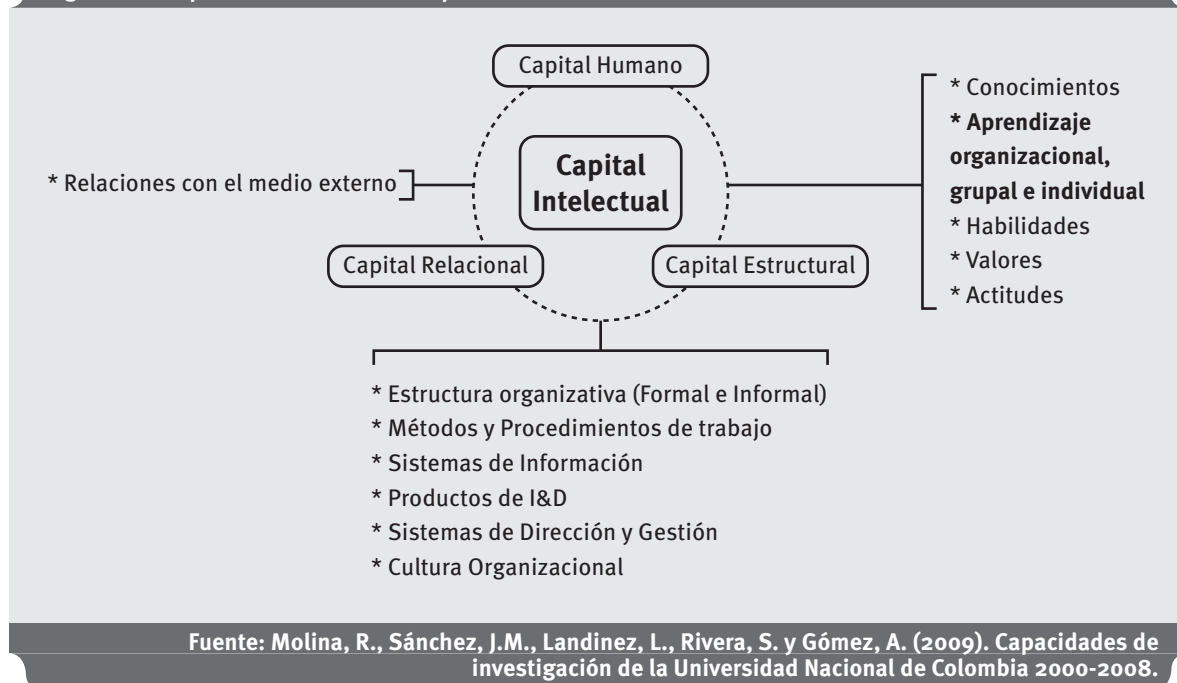 Capital Humano
Capital
Intelectual
* Relaciones con el medio externo
Capital Relacional
Capital Estructural
* Conocimientos
* Aprendizaje
organizacional,
grupal e individual
* Habilidades
* Valores
* Actitudes
* Estructura organizativa (Formal e Informal)
* Métodos y Procedimientos de trabajo
* Sistemas de Información
* Productos de I&D
* Sistemas de Dirección y Gestión
* Cultura Organizacional
Fuente: Molina, R., Sánchez, J.M., Landinez, L., Rivera, S. y Gómez, A. (2009). Capacidades de
investigación de la Universidad Nacional de Colombia 2000-2008.